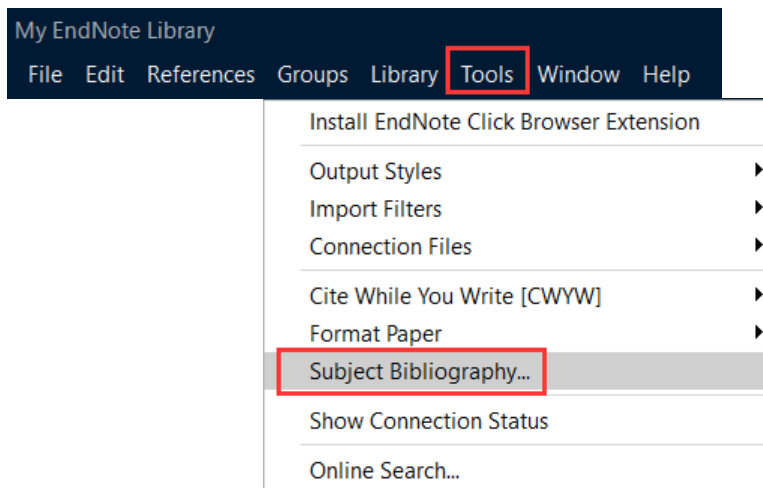 My EndNote Library
File Edit References Groups Library Tools Window Help
Install EndNote Click Browser Extension
Output Styles
Import Filters
Connection Files
Cite While You Write [CWYW]
Format Paper
Subject Bibliography...
Show Connection Status
Online Search...